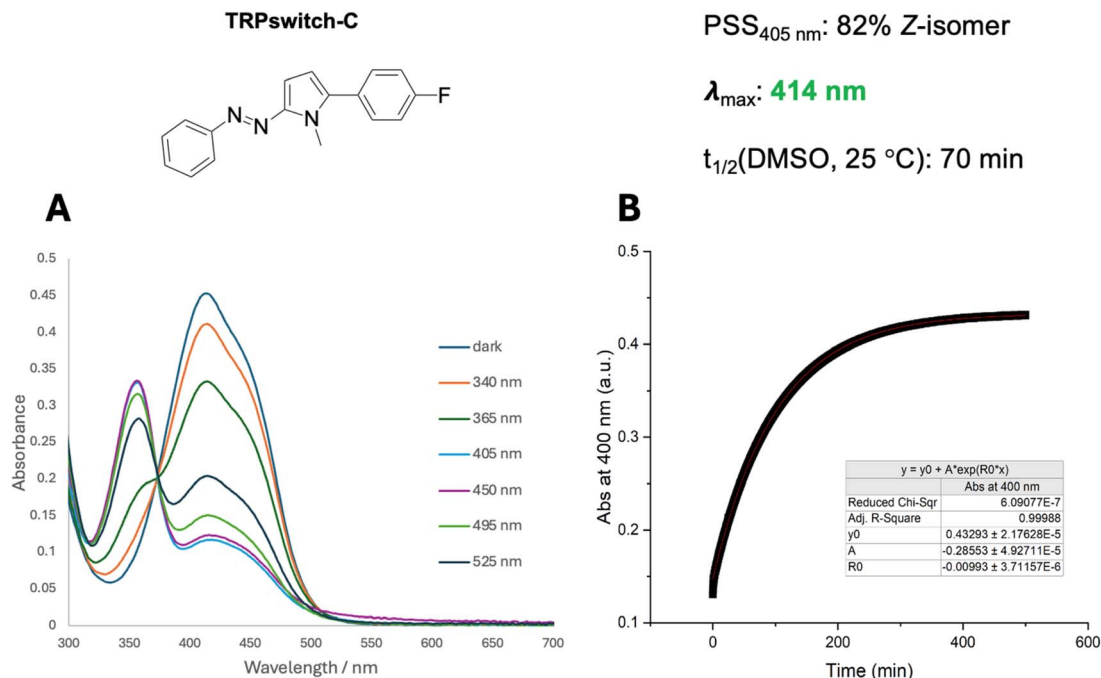 TRPswitch-C
N
N
N
F
PSS405 nm: 82% Z-isomer
λmax: 414 nm
t1/2(DMSO, 25 °C): 70 min
A
0.5
0.45
0.4
0.35
0.3
0.25
0.2
0.15
0.1
0.05
0
300 350 400 450 500 550 600 650 700
Absorbance
Wavelength / nm
dark
340 nm
365 nm
405 nm
450 nm
495 nm
525 nm
B
0.5
0.4
0.3
0.2
0.1
0 200 400 600
Abs at 400 nm (a.u.)
Time (min)
y = y0 + A*exp(R0*x)
Abs at 400 nm
Reduced Chi-Sqr 6.09077E-7
Adj. R-Square 0.99988
y0 0.43293 ± 2.17628E-5
A -0.28553 ± 4.92711E-5
R0 -0.00993 ± 3.71157E-6